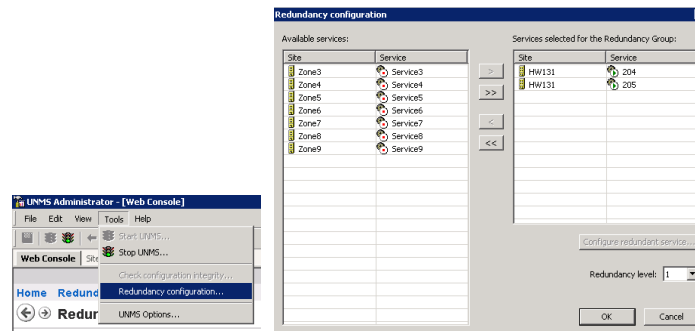 Redundancy configuration
Available services:
Site Service
Zone3 Service3
Zone4 Service4
Zone5 Service5
Zone6 Service6
Zone7 Service7
Zone8 Service8
Zone9 Service9
>
>>
<
<<
Services selected for the Redundancy Group:
Site Service
HW131 204
HW131 205
Configure redundant service...
Redundancy level: 1
OK Cancel
UNMS Administrator - [Web Console]
File Edit View Tools Help
Start UNMS...
Stop UNMS...
Web Console Site
Check configuration integrity...
Redundancy configuration...
UNMS Options...
Home Redund
Redur